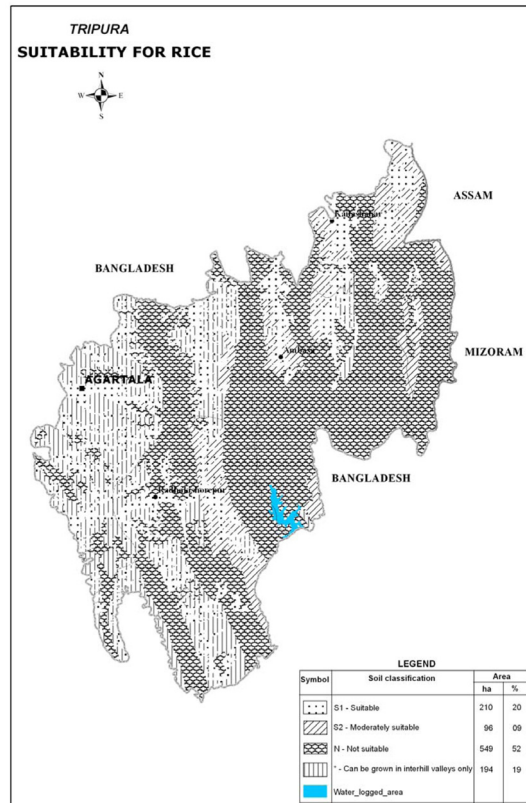 TRIPURA
SUITABILITY FOR RICE
N
W E
S
ASSAM
Kailashahar
BANGLADESH
MIZORAM
Ambasa
AGARTALA
BANGLADESH
LEGEND
Symbol Soil classification Area
ha %
S1 - Suitable 210 20
S2 - Moderately suitable 96 09
N - Not suitable 549 52
* - Can be grown in interhill valleys only 194 19
Water_logged_area